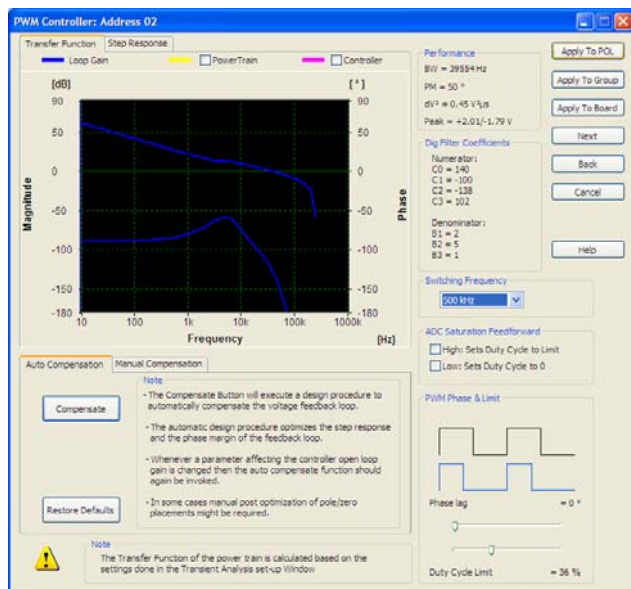 PWM Controller: Address 02
Transfer Function
Step Response
Loop Gain
PowerTrain
Controller
[dB]
[ ° ]
90
90
50
50
0
0
-50
-50
-100
-100
-150
-150
-180
-180
Magnitude
Phase
10
100
1k
10k
100k
1000k
Frequency
[Hz]
Performance
BW = 39554 Hz
PM = 50 °
dV² = 0.45 V²µs
Peak = +2.01/-1.79 V
Dig Filter Coefficients
Numerator:
C0 = 140
C1 = -100
C2 = -138
C3 = 102
Denominator:
B1 = 2
B2 = 5
B3 = 1
Switching Frequency
500 kHz
ADC Saturation Feedforward
High: Sets Duty Cycle to Limit
Low: Sets Duty Cycle to 0
PWM Phase & Limit
Phase lag
= 0 °
Duty Cycle Limit
= 36 %
Apply To POL
Apply To Group
Apply To Board
Next
Back
Cancel
Help
Auto Compensation
Manual Compensation
Compensate
Restore Defaults
Note
- The Compensate Button will execute a design procedure to
automatically compensate the voltage feedback loop.
- The automatic design procedure optimizes the step response
and the phase margin of the feedback loop.
- Whenever a parameter affecting the controller open loop
gain is changed then the auto compensate function should
again be invoked.
- In some cases manual post optimization of pole/zero
placements might be required.
Note
The Transfer Function of the power train is calculated based on the
settings done in the Transient Analysis set-up Window